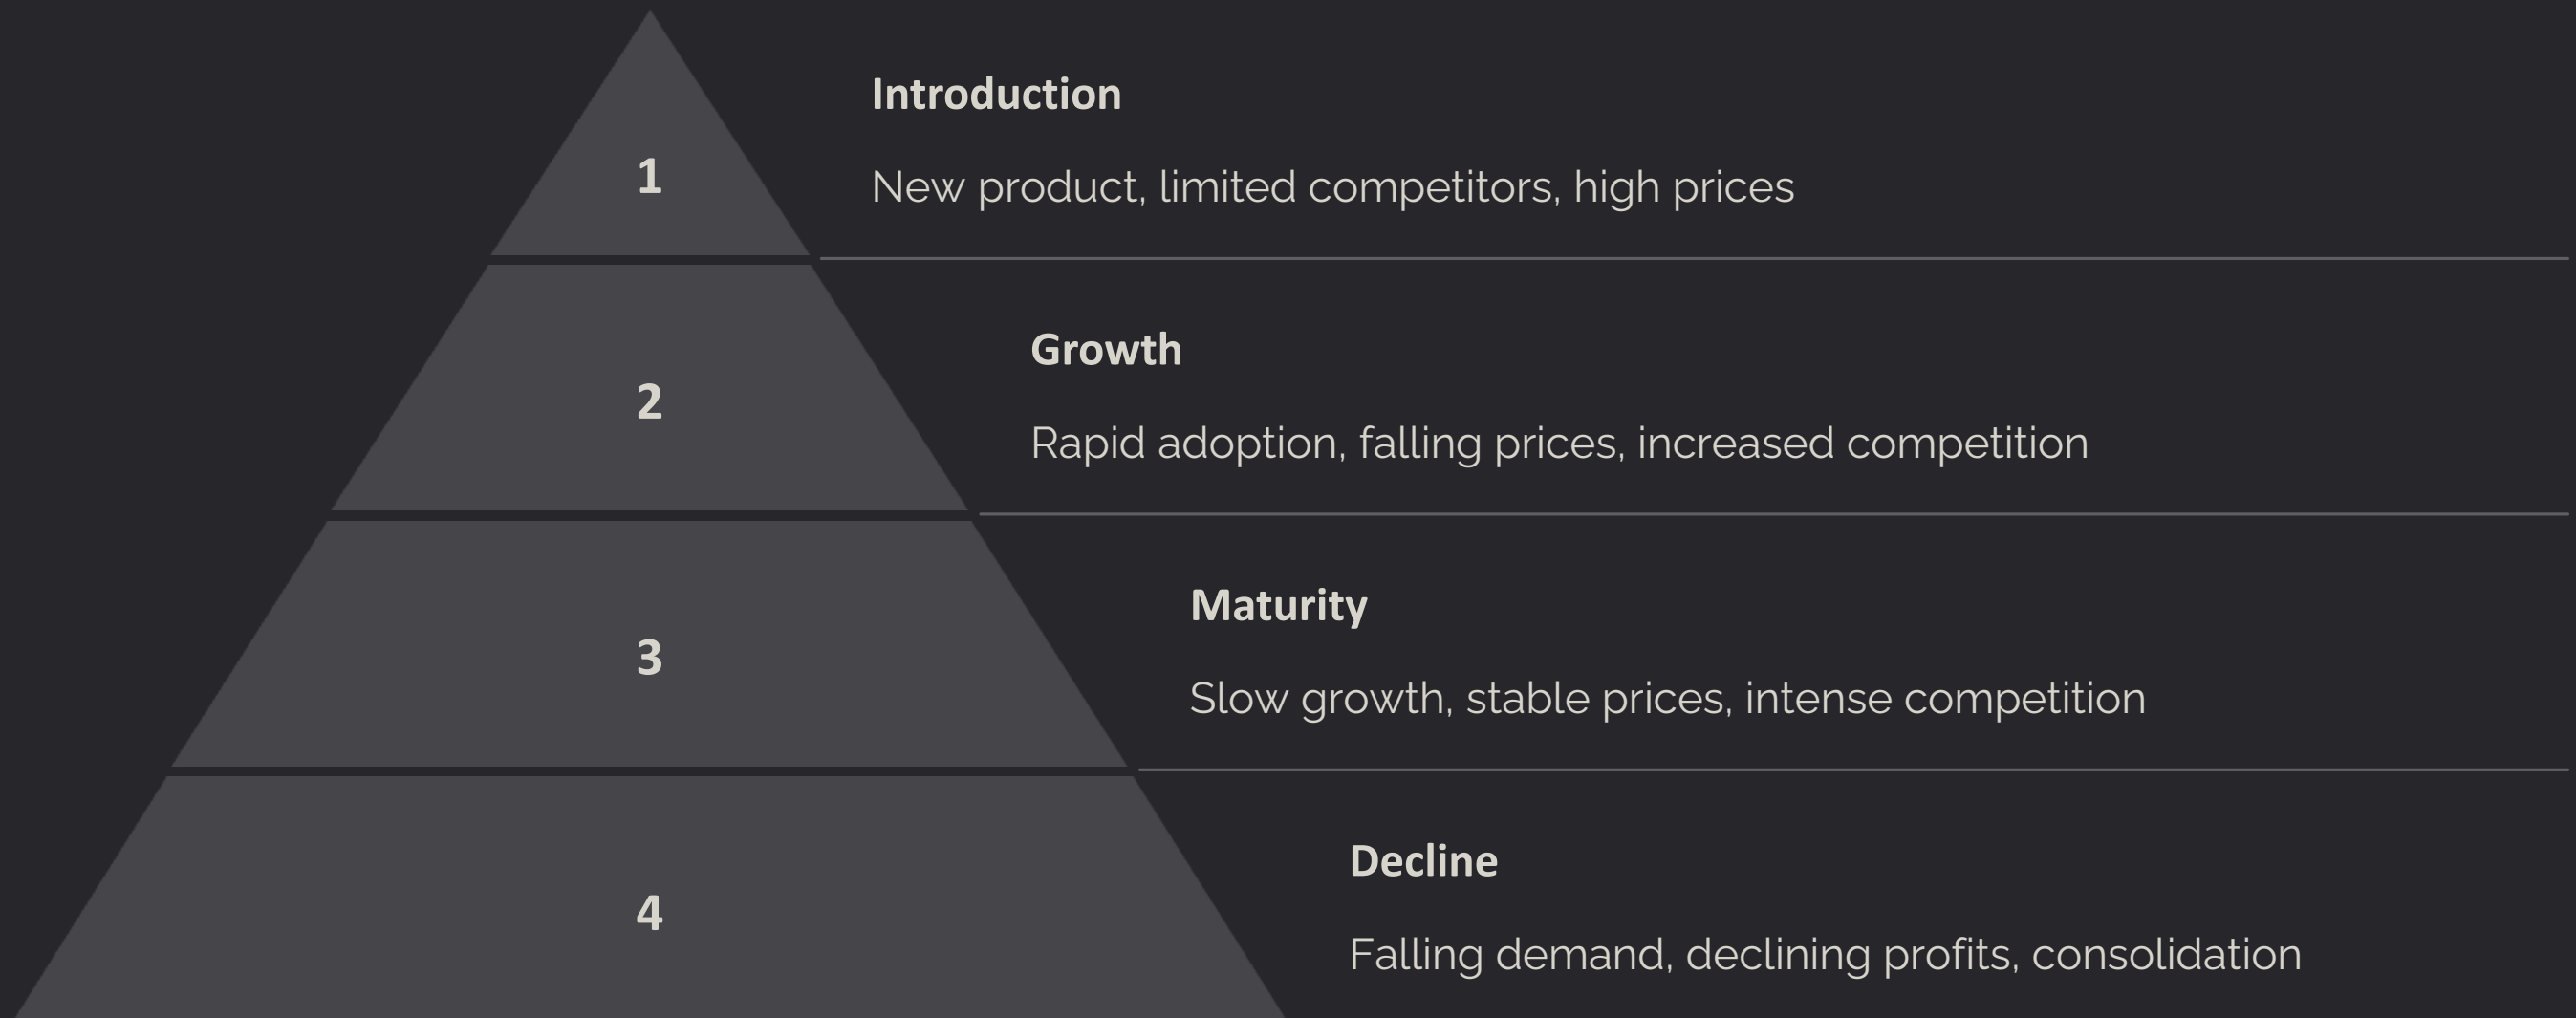 1
Introduction
New product, limited competitors, high prices
2
Growth
Rapid adoption, falling prices, increased competition
3
Maturity
Slow growth, stable prices, intense competition
4
Decline
Falling demand, declining profits, consolidation